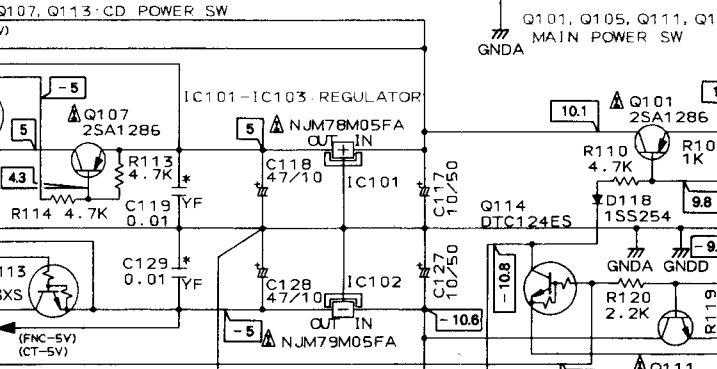 Q107, Q113 CD POWER SW
V)
Q101, Q105, Q111, Q1
MAIN POWER SW
GNDA
-5
Q107
2SA1286
IC101-IC103 REGULATOR
5
5
NJM78M05FA
OUT IN
10.1
Q101
2SA1286
R113
4.7K
C118
47/10
IC101
C117
10/50
R110
4.7K
R10
1K
4.3
R114 4.7K
C119
0.01
YF
Q114
DTC124ES
D118
1SS254
9.8
-9.
GNDA
GNDD
113
3XS
C129
0.01
YF
C128
47/10
IC102
C127
10/50
-10.8
R120
2.2K
R119
OUT IN
-5
NJM79M05FA
-10.6
(FNC-5V)
(CT-5V)
Q111